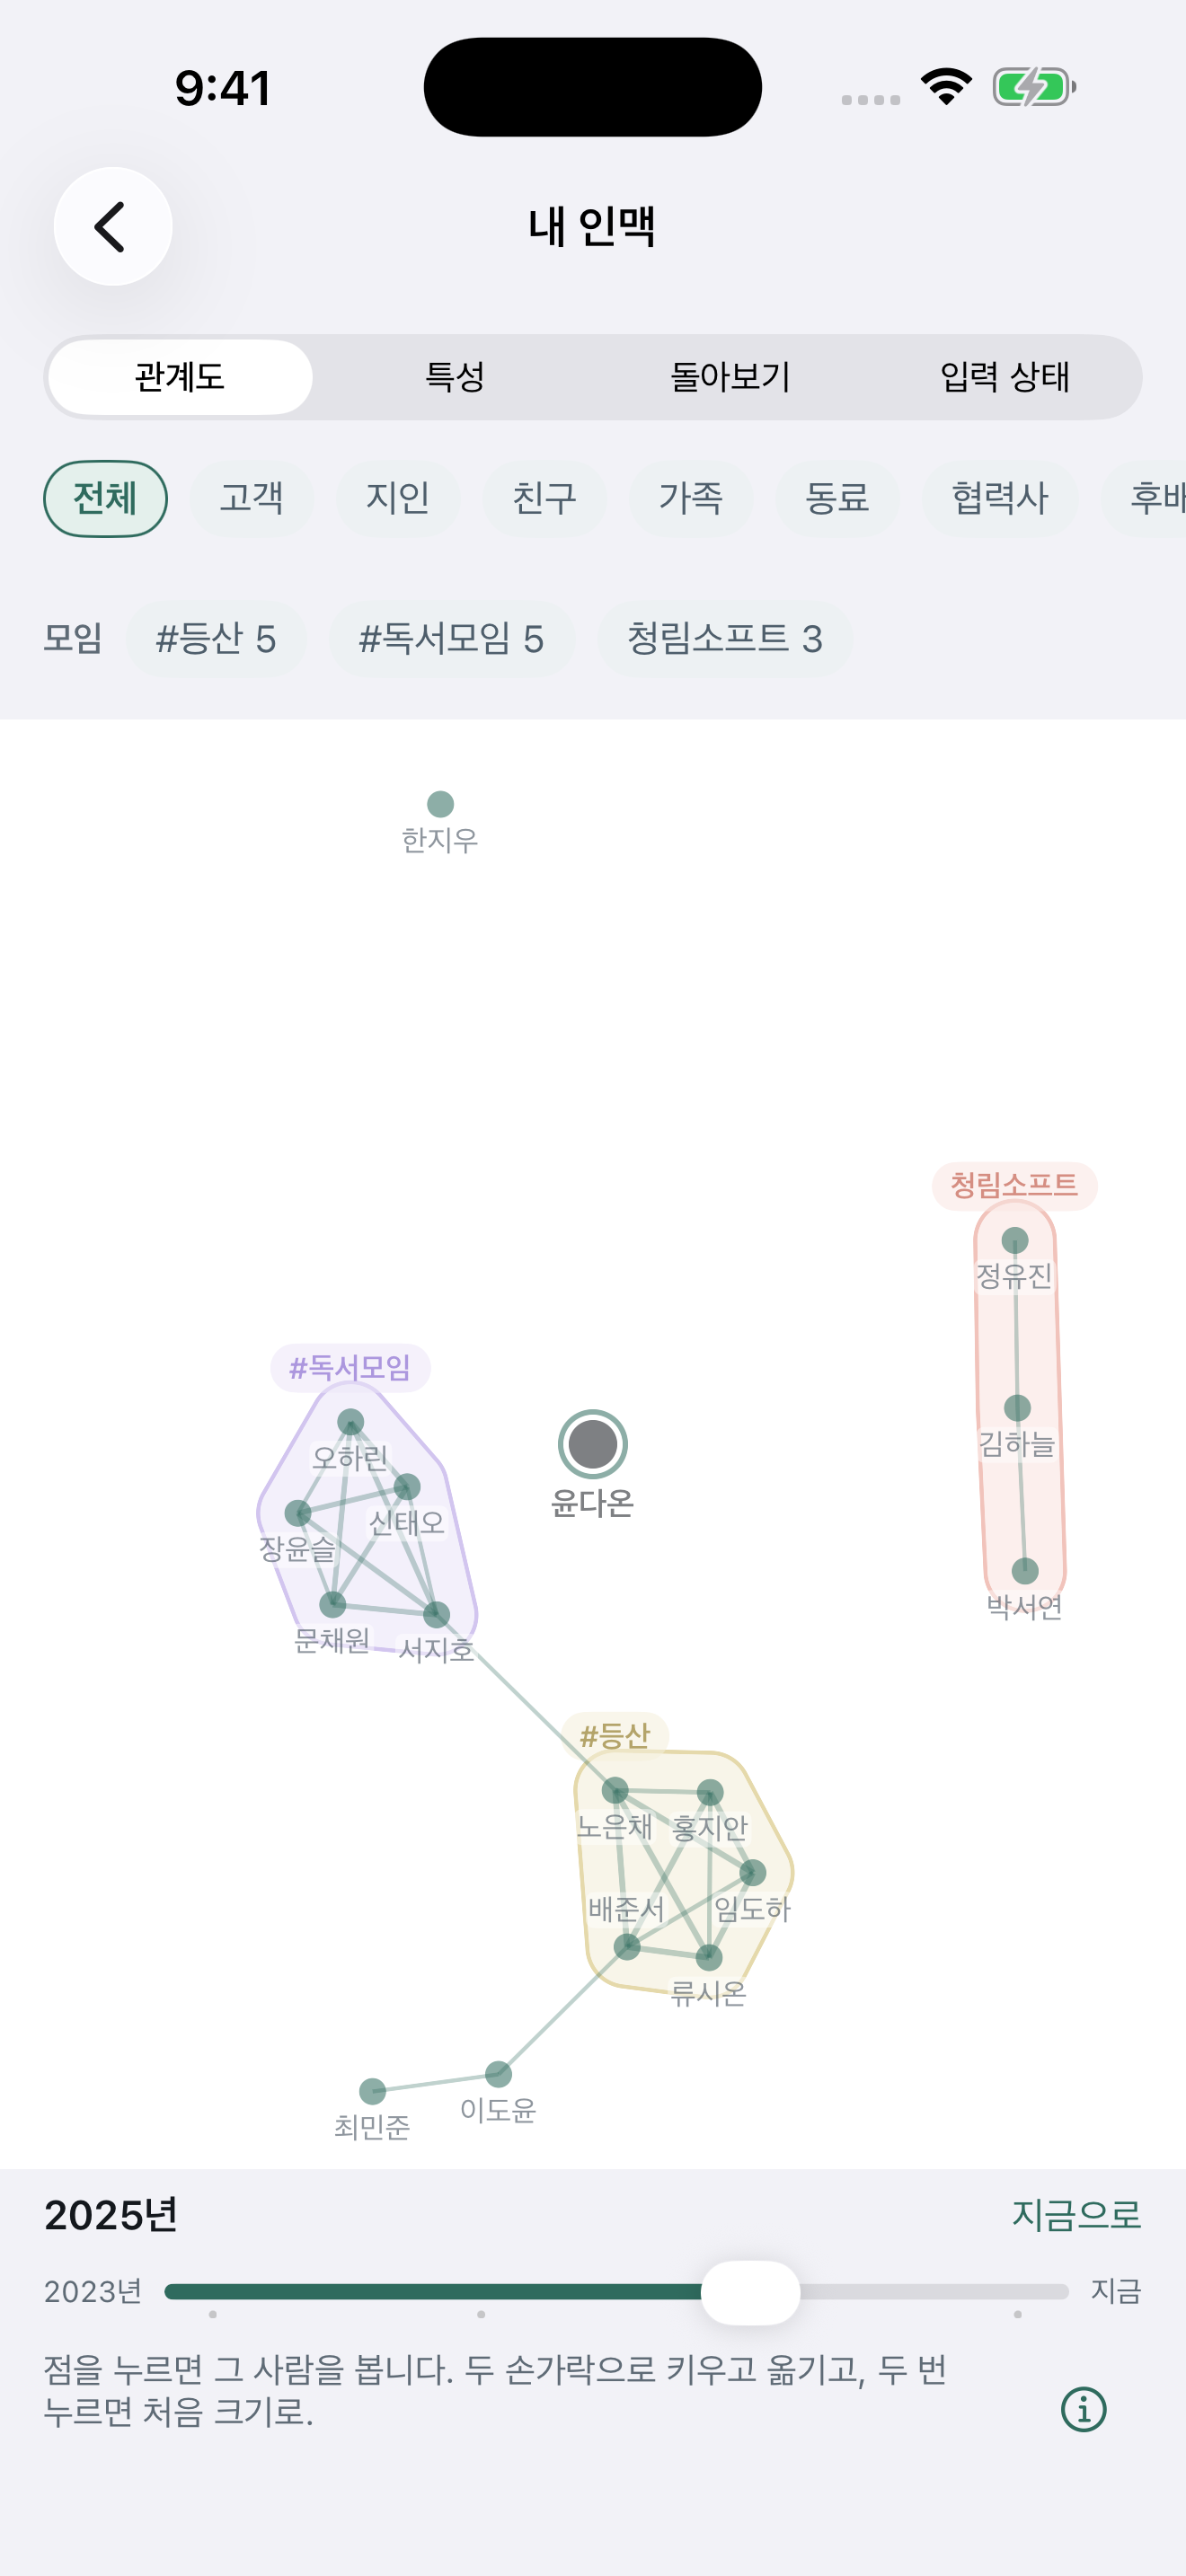 9:41
내 인맥
관계도 특성 돌아보기 입력 상태
전체 고객 지인 친구 가족 동료 협력사 후배
모임 #등산 5 #독서모임 5 청림소프트 3
한지우
청림소프트
정유진
#독서모임
김하늘
오하린
윤다온
신태오
장윤슬
박서연
문채원
서지호
#등산
노은채 홍지안
배준서 임도하
류시온
이도윤
최민준
2025년 지금으로
2023년 지금
점을 누르면 그 사람을 봅니다. 두 손가락으로 키우고 옮기고, 두 번
누르면 처음 크기로.